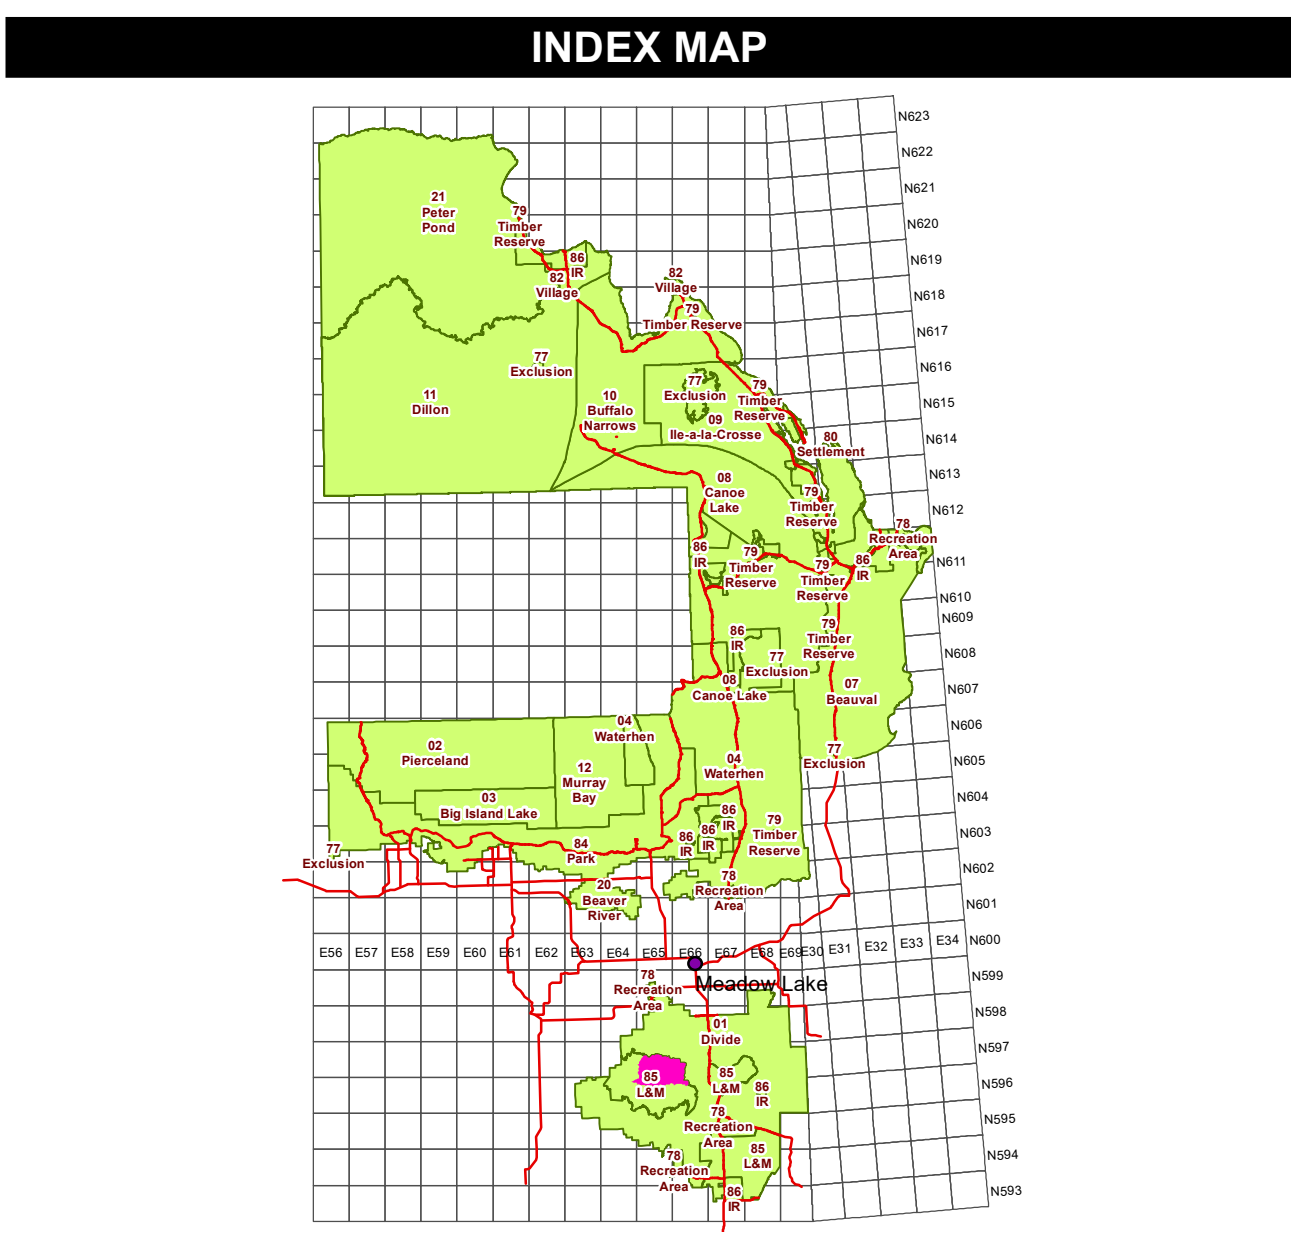 INDEX MAP
N623
N622
N621
N620
N619
N618
N617
N616
N615
N614
N613
N612
N611
N610
N609
N608
N607
N606
N605
N604
N603
N602
N601
N600
N599
N598
N597
N596
N595
N594
N593
21
Peter
Pond
79
Timber
Reserve
86
IR
82
Village
82
Village
79
Timber Reserve
77
Exclusion
11
Dillon
10
Buffalo
Narrows
77
Exclusion
79
Timber
Reserve
09
Ile-a-la-Crosse
80
Settlement
08
Canoe
Lake
79
Timber
Reserve
78
Recreation
Area
86
IR
79
Timber
Reserve
79
Timber
Reserve
86
IR
86
IR
79
Timber
Reserve
77
Exclusion
08
Canoe Lake
07
Beauval
04
Waterhen
02
Pierceland
12
Murray
Bay
04
Waterhen
77
Exclusion
03
Big Island Lake
86
IR
86
IR
86
IR
79
Timber
Reserve
77
Exclusion
84
Park
20
Beaver
River
78
Recreation
Area
E56 E57 E58 E59 E60 E61 E62 E63 E64 E65 E66 E67 E68 E69 E30 E31 E32 E33 E34
Meadow Lake
78
Recreation
Area
01
Divide
85
L&M
85
L&M
86
IR
78
Recreation
Area
85
L&M
78
Recreation
Area
86
IR